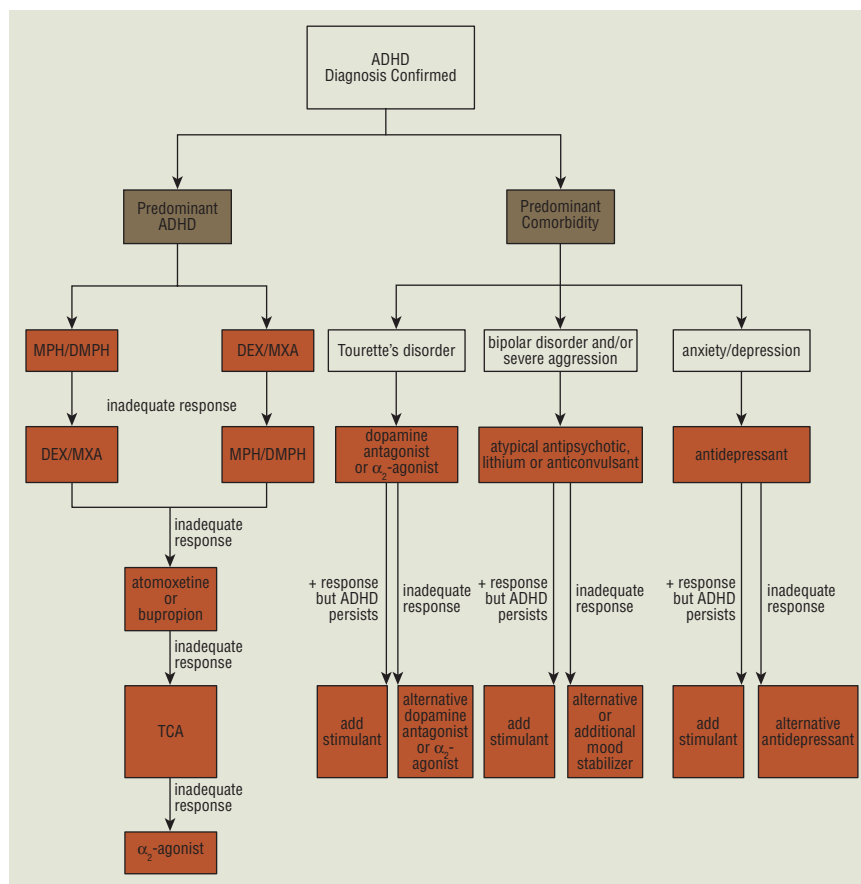 ADHD
Diagnosis Confirmed
Predominant
ADHD
Predominant
Comorbidity
MPH/DMPH
DEX/MXA
Tourette's disorder
bipolar disorder and/or
severe aggression
anxiety/depression
inadequate response
DEX/MXA
MPH/DMPH
dopamine
antagonist
or α₂-agonist
atypical antipsychotic,
lithium or anticonvulsant
antidepressant
inadequate
response
atomoxetine
or
bupropion
+ response
but ADHD
persists
inadequate
response
+ response
but ADHD
persists
inadequate
response
+ response
but ADHD
persists
inadequate
response
inadequate
response
TCA
add
stimulant
alternative
dopamine
antagonist
or α₂-
agonist
add
stimulant
alternative
or
additional
mood
stabilizer
add
stimulant
alternative
antidepressant
inadequate
response
α₂-agonist